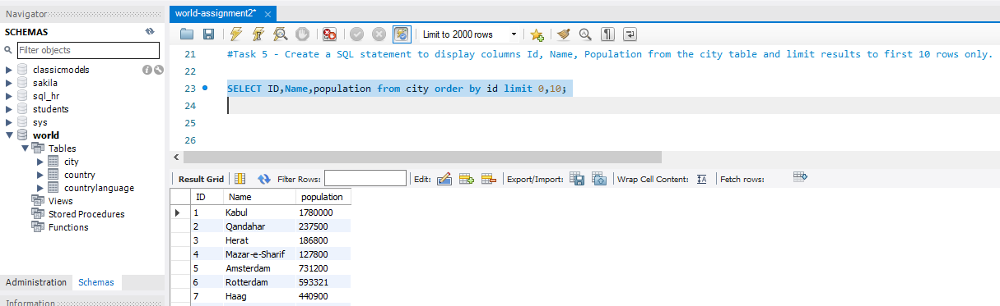 Navigator
SCHEMAS
Filter objects
classicmodels
sakila
sql_hr
students
sys
world
Tables
city
country
countrylanguage
Views
Stored Procedures
Functions
Administration Schemas
Information
world-assignment2*
Limit to 2000 rows
21 #Task 5 - Create a SQL statement to display columns Id, Name, Population from the city table and limit results to first 10 rows only.
22
23 SELECT ID,Name,population from city order by id limit 0,10;
24
25
26
Result Grid Filter Rows: Edit: Export/Import: Wrap Cell Content: Fetch rows:
ID Name population
1 Kabul 1780000
2 Qandahar 237500
3 Herat 186800
4 Mazar-e-Sharif 127800
5 Amsterdam 731200
6 Rotterdam 593321
7 Haag 440900